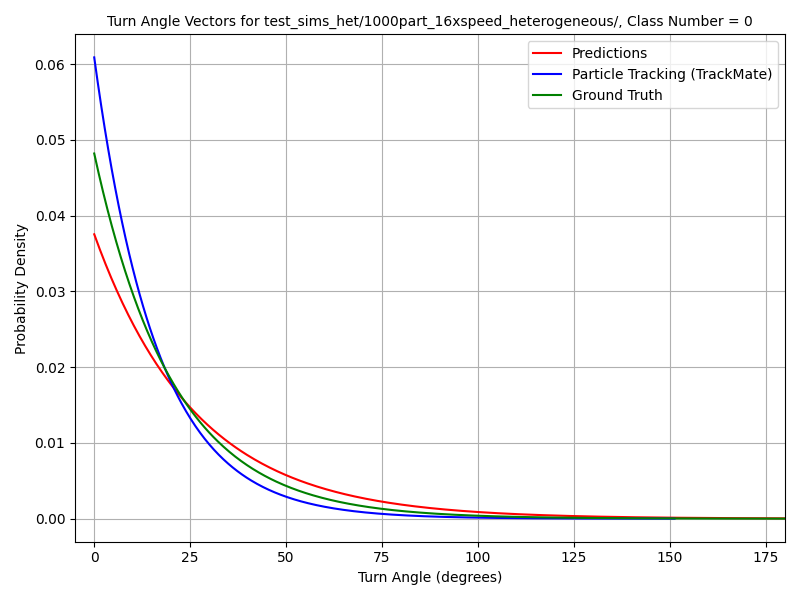 Turn Angle Vectors for test_sims_het/1000part_16xspeed_heterogeneous/, Class Number = 0
Predictions
Particle Tracking (TrackMate)
Ground Truth
Probability Density
0.06
0.05
0.04
0.03
0.02
0.01
0.00
0
25
50
75
100
125
150
175
Turn Angle (degrees)